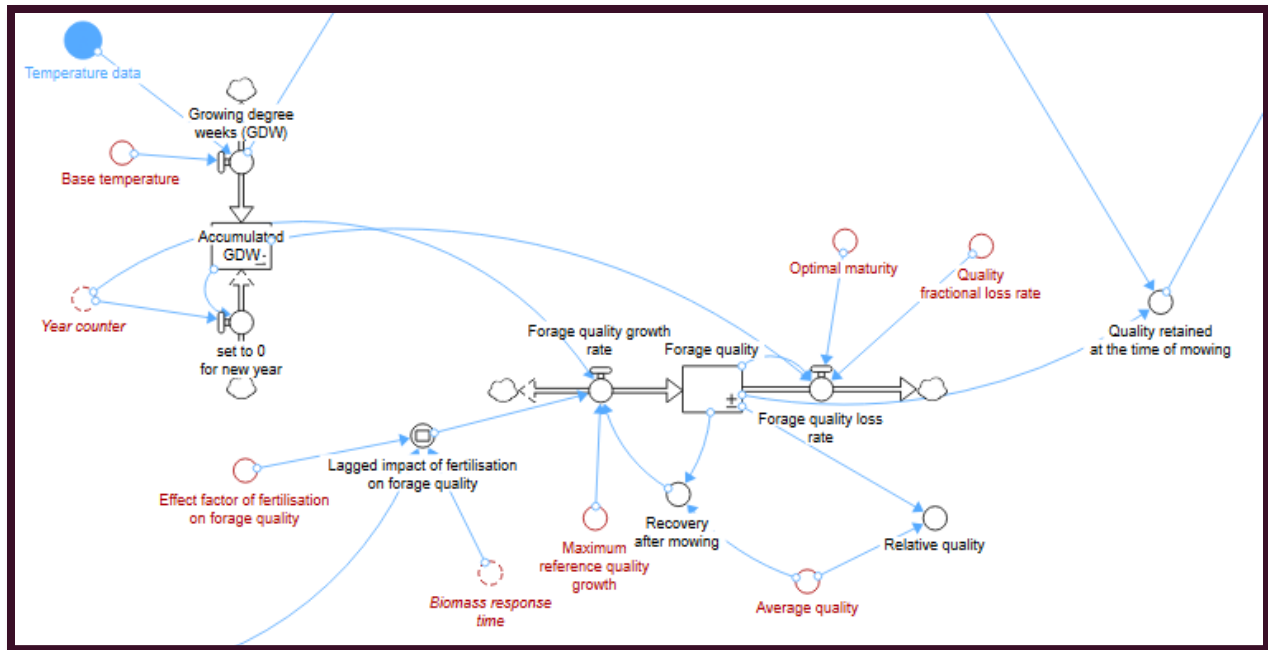 Temperature data
Growing degree
weeks (GDW)
Base temperature
Accumulated
GDW
Year counter
set to 0
for new year
Optimal maturity
Quality
fractional loss rate
Quality retained
at the time of mowing
Forage quality growth
rate
Forage quality
Forage quality loss
rate
Lagged impact of fertilisation
on forage quality
Effect factor of fertilisation
on forage quality
Maximum
reference quality
growth
Recovery
after mowing
Relative quality
Biomass response
time
Average quality